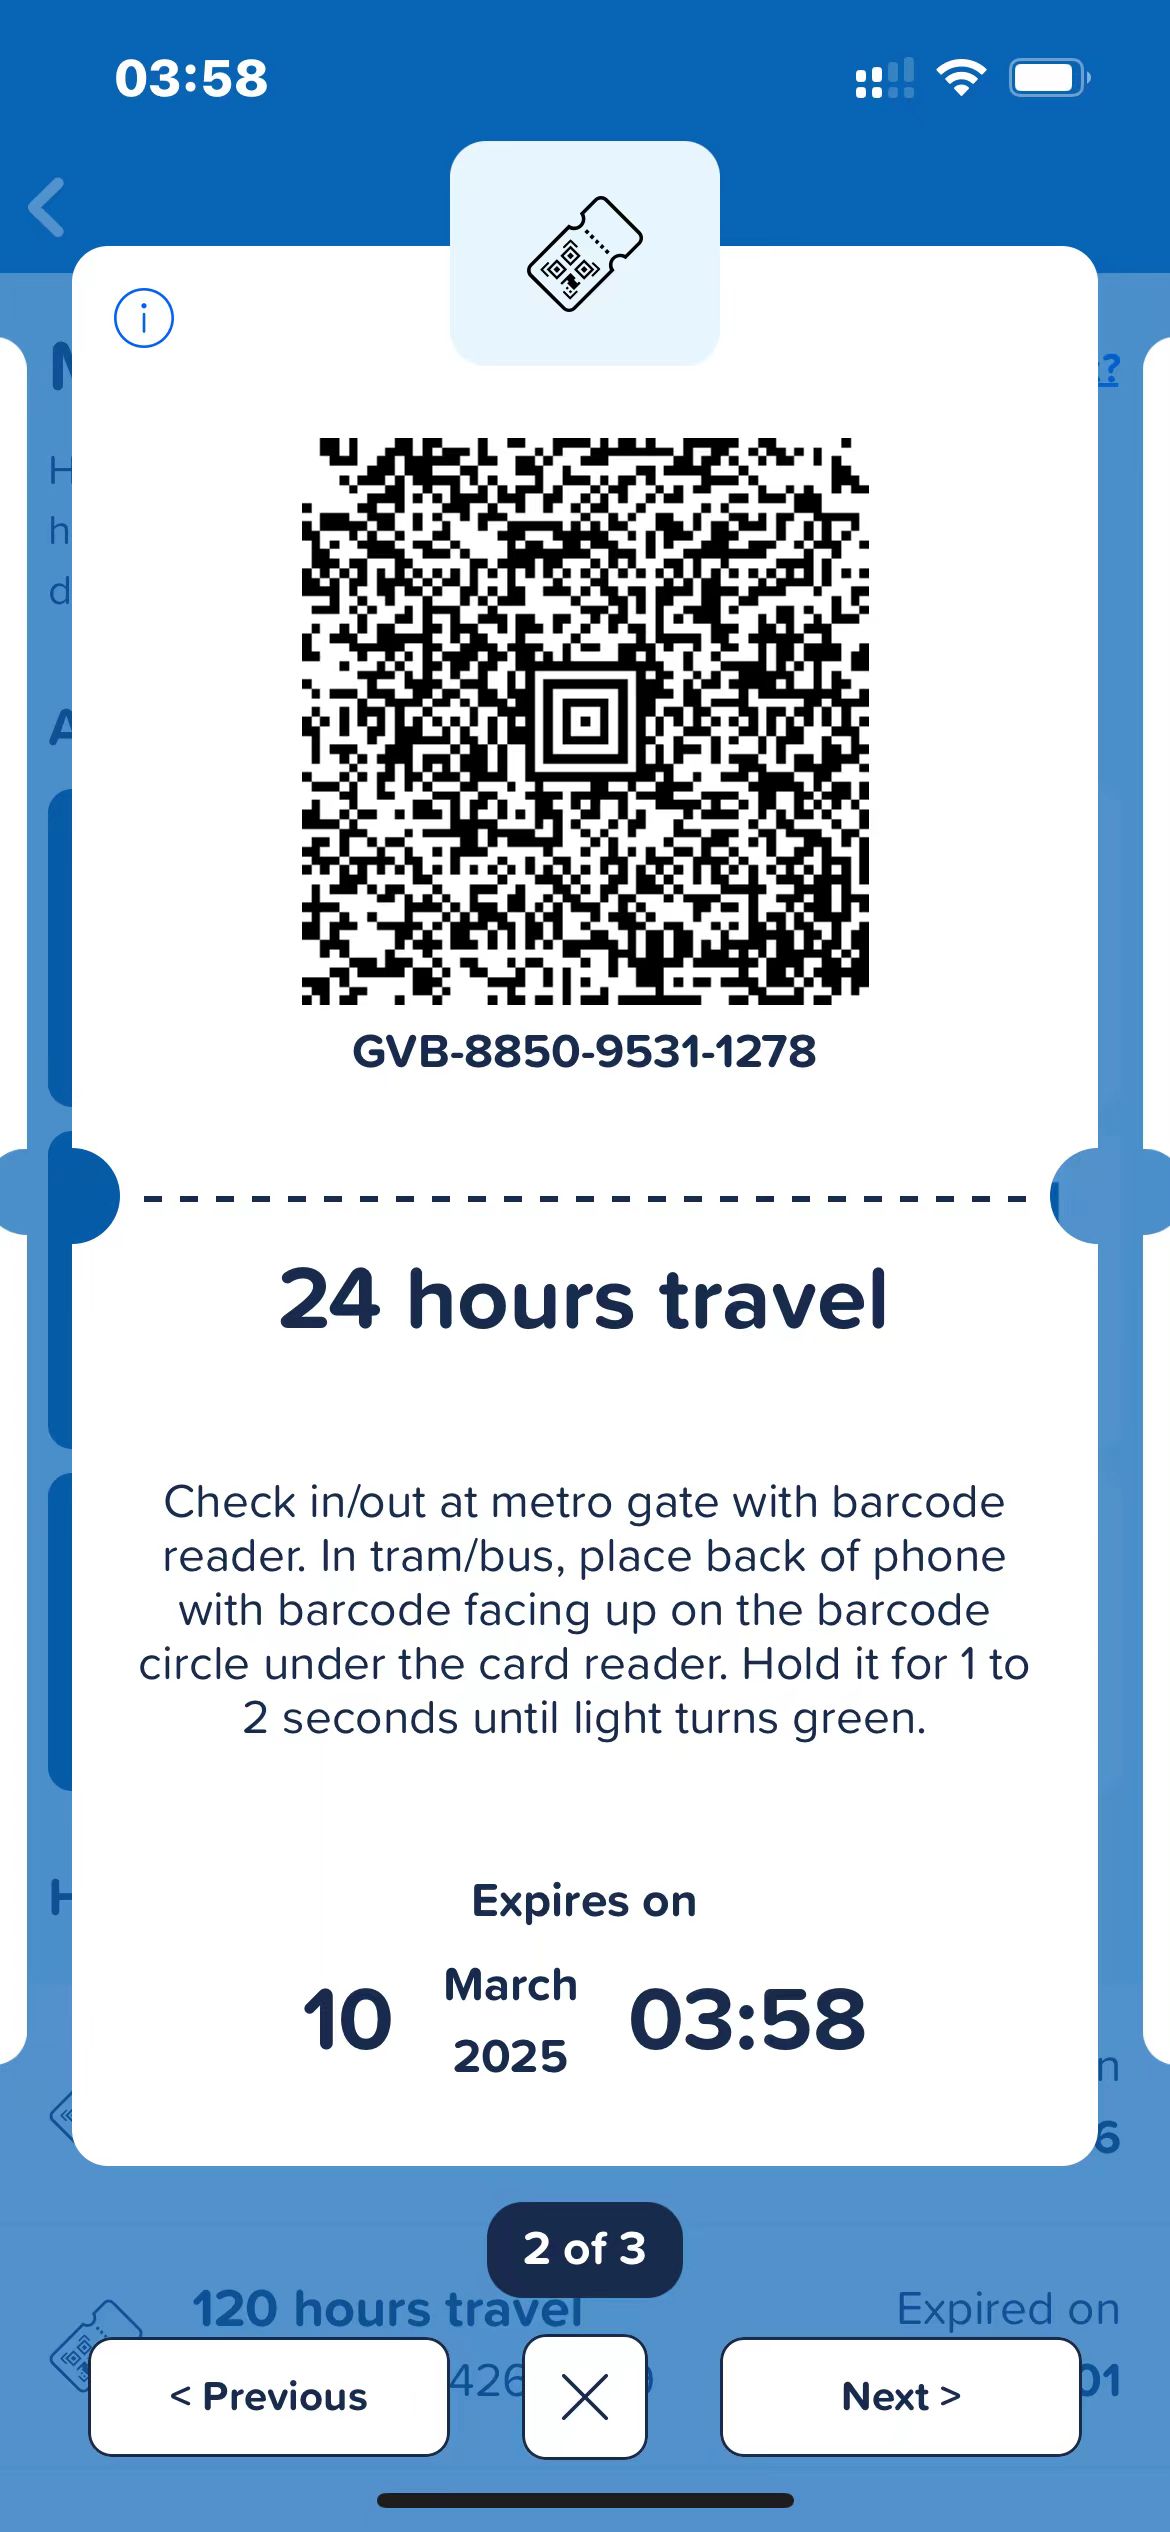 03:58
?
GVB-8850-9531-1278
24 hours travel
Check in/out at metro gate with barcode
reader. In tram/bus, place back of phone
with barcode facing up on the barcode
circle under the card reader. Hold it for 1 to
2 seconds until light turns green.
Expires on
10
March
2025
03:58
2 of 3
120 hours travel
Expired on
< Previous
Next >